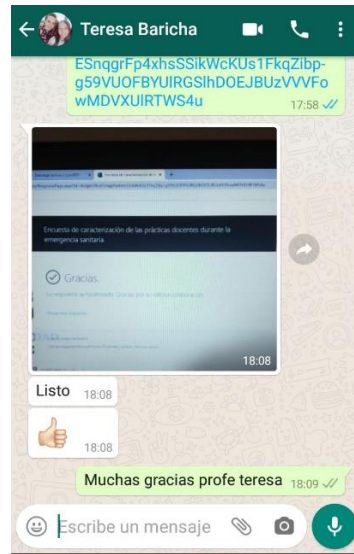 Teresa Baricha
ESnqgrFp4xhsSSikWcKUs1FkqZibp-
g59VUOFBYUlRGSlhDOEJBUzVVVFo
wMDVXUlRTWS4u
17:58
Encuesta de caracterización de las prácticas docentes durante la
emergencia sanitaria
Gracias.
18:08
Listo 18:08
18:08
Muchas gracias profe teresa 18:09
Escribe un mensaje